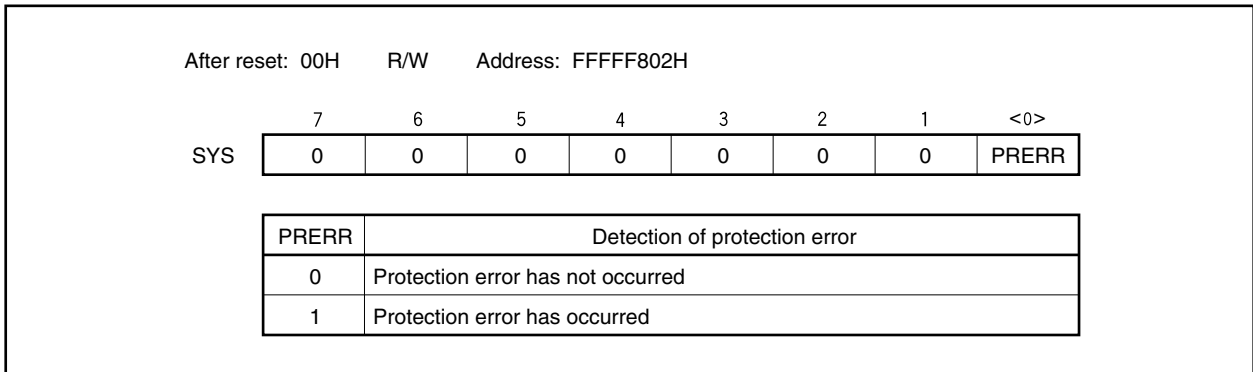 After reset: 00H R/W Address: FFFFF802H
7 6 5 4 3 2 1 <0>
SYS 0 0 0 0 0 0 0 PRERR
PRERR Detection of protection error
0 Protection error has not occurred
1 Protection error has occurred